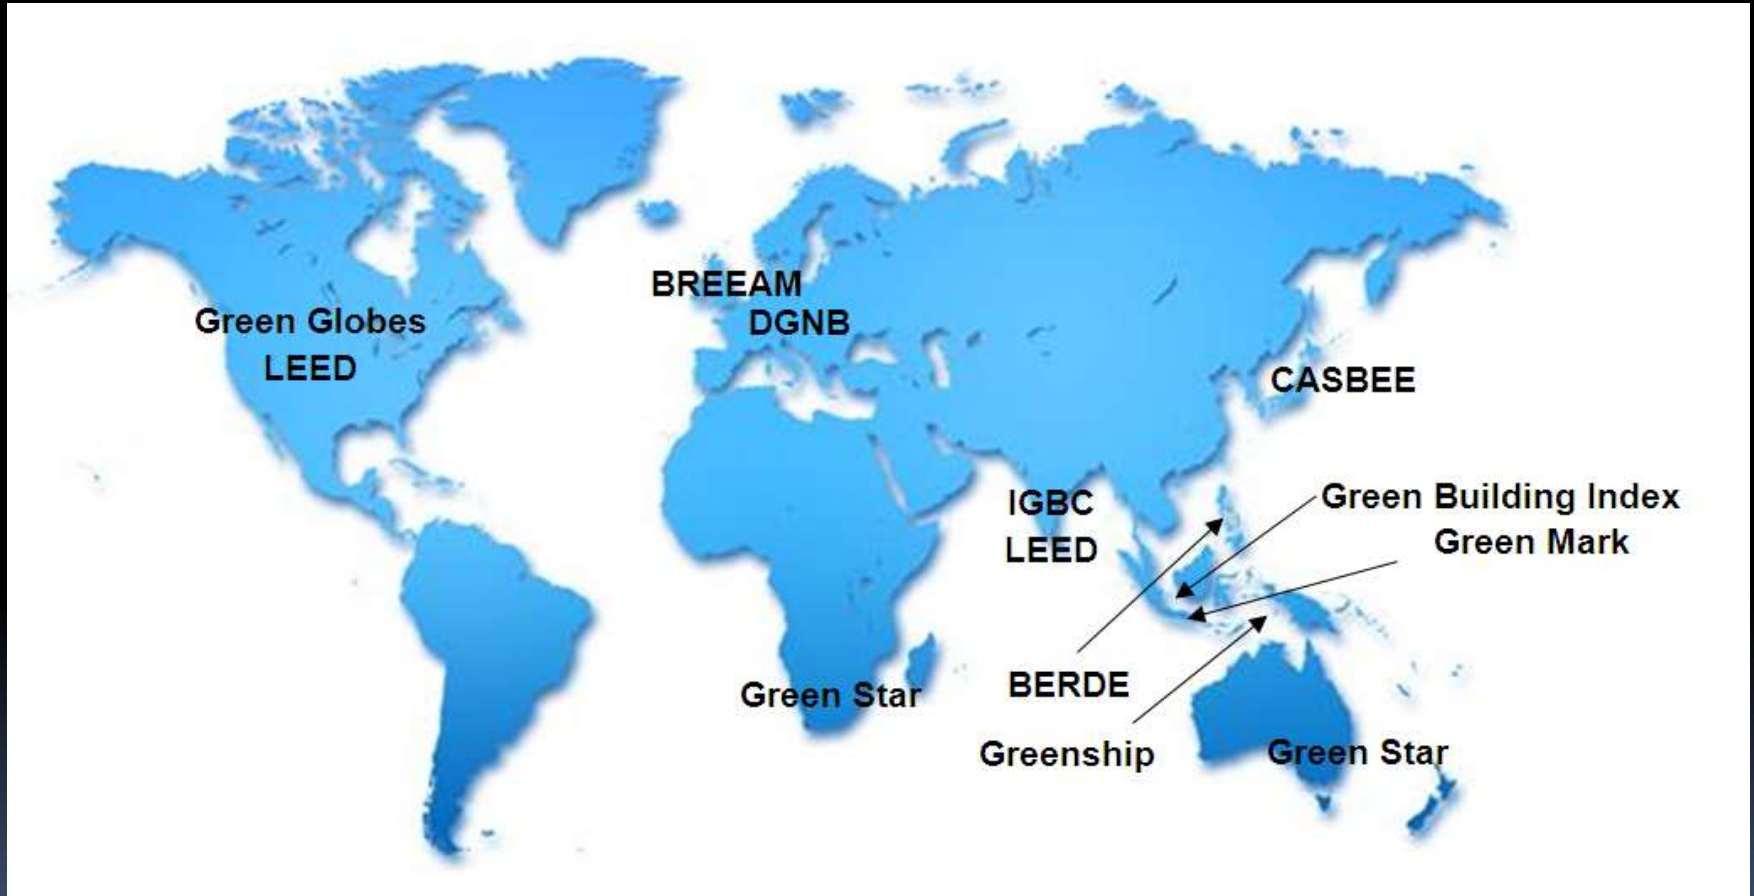 BREEAM
DGNB
Green Globes
LEED
CASBEE
IGBC
LEED
Green Building Index
Green Mark
BERDE
Green Star
Greenship
Green Star